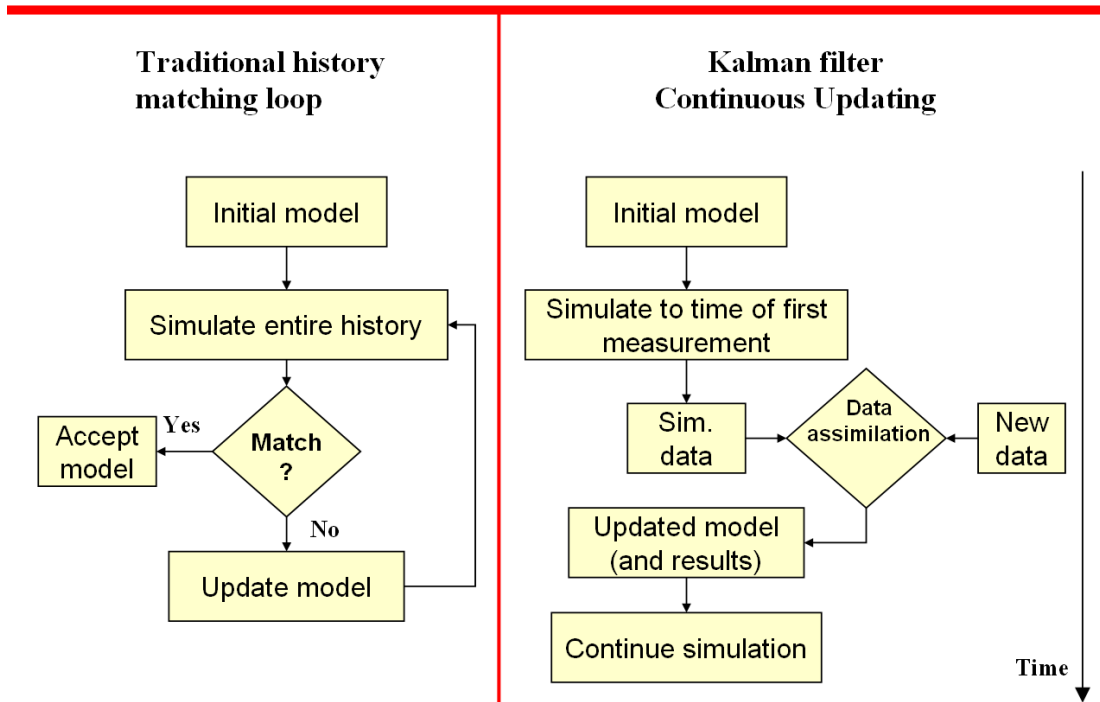 Traditional history
matching loop
Initial model
Simulate entire history
Yes
Accept
model
Match
?
No
Update model
Kalman filter
Continuous Updating
Initial model
Simulate to time of first
measurement
Sim.
data
Data
assimilation
New
data
Updated model
(and results)
Continue simulation
Time